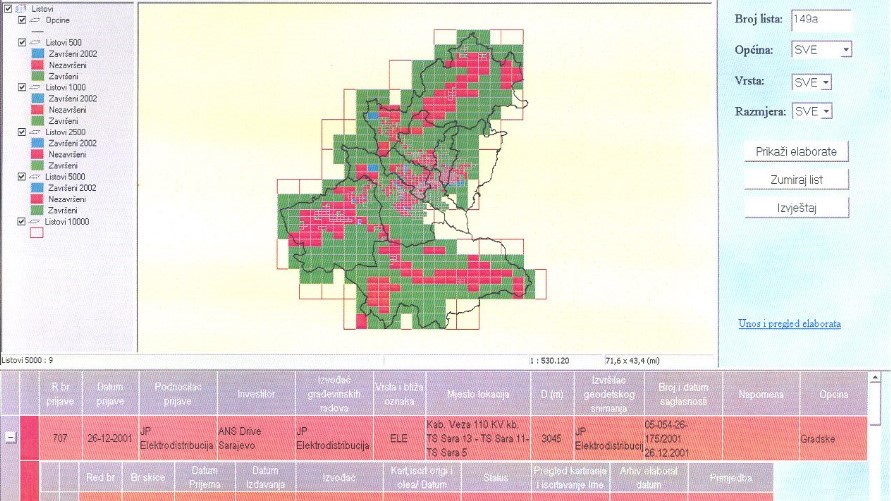 Listovi
Opcine
Listovi 500
Završeni 2002
Nezavršeni
Završeni
Listovi 1000
Završeni 2002
Nezavršeni
Završeni
Listovi 2500
Završeni 2002
Nezavršeni
Završeni
Listovi 5000
Završeni 2002
Nezavršeni
Završeni
Listovi 10000
Broj lista: 149a
Općina: SVE
Vrsta: SVE
Razmjera: SVE
Prikaži elaborate
Zumiraj list
Izvještaj
Unos i pregled elaborata
Listovi 5000 : 9
1 : 530.120
71,6 x 43,4 (mi)
R br
prijave
Datum
prijave
Podnosilac
prijave
Investitor
Izvođač
građevinskih
radova
Vrsta i bliža
oznaka
Mjesto lokacija
D (m)
Izvršilac
geodetskog
snimanja
Broj i datum
saglasnosti
Napomena
Opcina
707
26-12-2001
JP
Elektrodistribucija
ANS Drive
Sarajevo
JP
Elektrodistribucija
ELE
Kab. Veza 110 KV kb.
TS Sara 13 - TS Sara 11-
TS Sara 5
3045
JP
Elektrodistribucij
05-054-26-
175/2001
26.12.2001
Gradske
Red br
Br skice
Datum
Prijema
Datum
Izdavanja
Izvođac
Datum
Status
Pregled kartiranja
i iscrtavanje Ime
Arhiv elaborat
datum
Primjedba